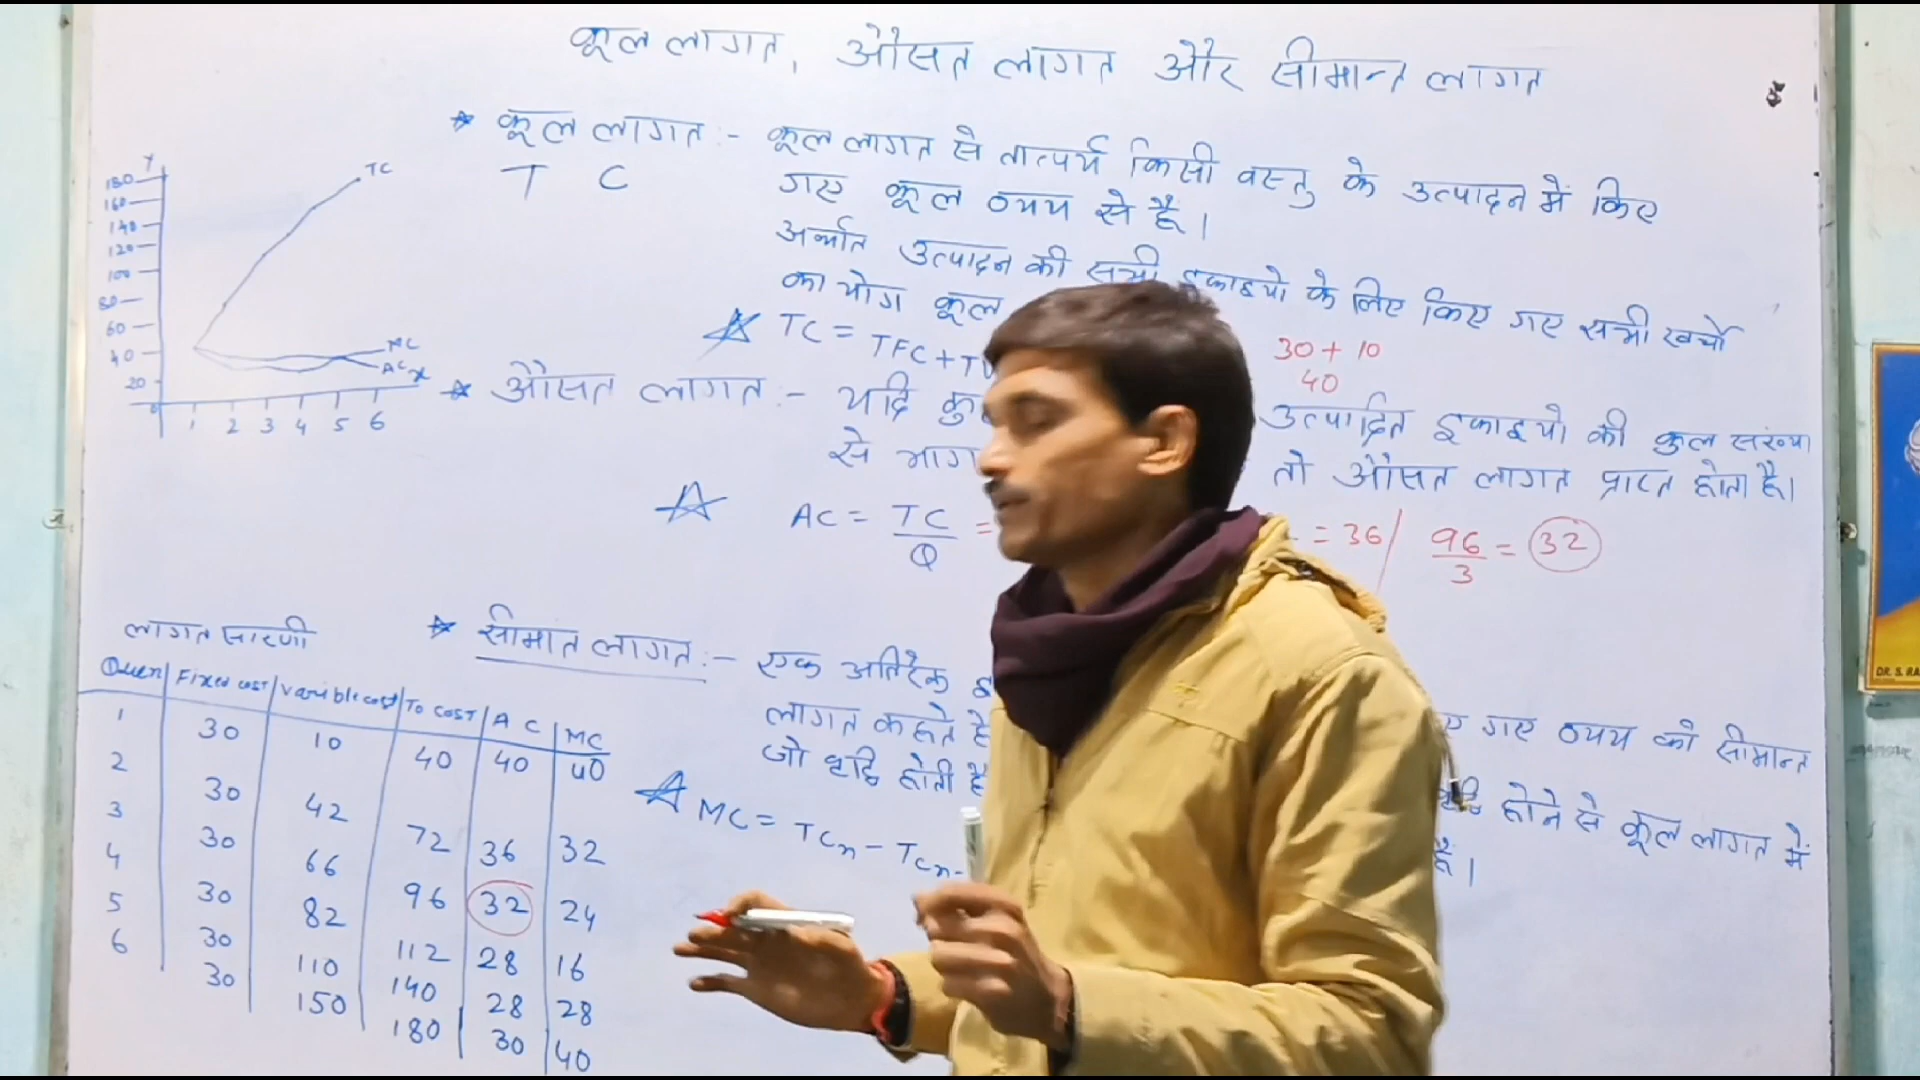 कूल लागत, औसत लागत और सीमान्त लागत
* कूल लागत :- कूल लागत से तात्पर्य किसी वस्तु के उत्पादन में किए
T C
गए कूल व्यय से है।
अर्थात उत्पादन की सभी इकाइयो के लिए किए गए सभी खर्चो
का योग कूल
TC = TFC + TV
30 + 10
40
* औसत लागत :- यदि कु उत्पादित इकाइयो की कुल संख्या
से भाग तो औसत लागत प्राप्त होता है।
AC = TC/Q = = 36 / 96/3 = 32
* सीमांत लागत :- एक अतिरिक्त गए व्यय को सीमान्त
लागत कहते है होने से कूल लागत में
जो वृद्धि होती है है।
MC = TCn - TCn-
Y
180
160
140
120
100
80
60
40
20
0
1 2 3 4 5 6
TC
MC
AC
X
लागत सारणी
Quen Fixed cost Variable cost To cost A C MC
1 30 10 40 40 40
2 30 42 72 36 32
3 30 66 96 32 24
4 30 82 112 28 16
5 30 110 140 28 28
6 30 150 180 30 40
DR. S. RA